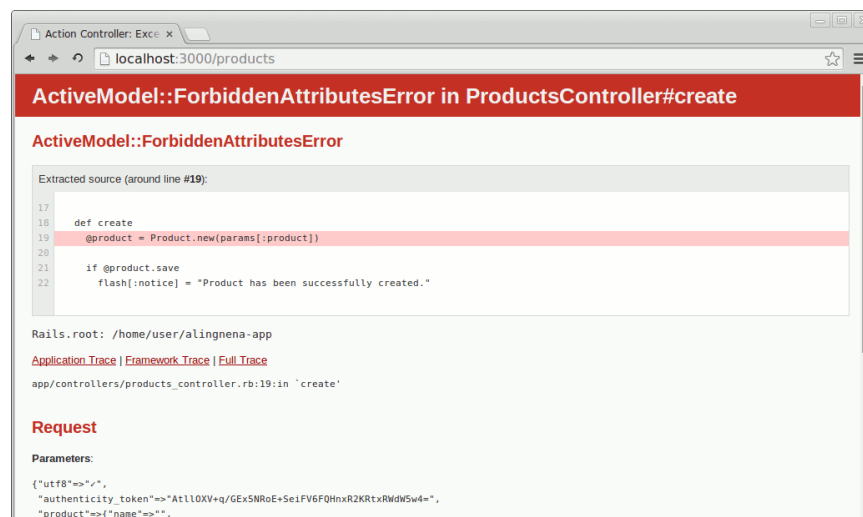 Action Controller: Exce
localhost:3000/products
ActiveModel::ForbiddenAttributesError in ProductsController#create
ActiveModel::ForbiddenAttributesError
Extracted source (around line #19):
17
18 def create
19 @product = Product.new(params[:product])
20
21 if @product.save
22 flash[:notice] = "Product has been successfully created."
Rails.root: /home/user/alingnena-app
Application Trace | Framework Trace | Full Trace
app/controllers/products_controller.rb:19:in `create'
Request
Parameters:
{"utf8"=>"✓",
"authenticity_token"=>"AtllOXV+q/GEx5NRoE+SeiFV6FQHnxR2KRtxRWdW5w4=",
"product"=>{"name"=>"",